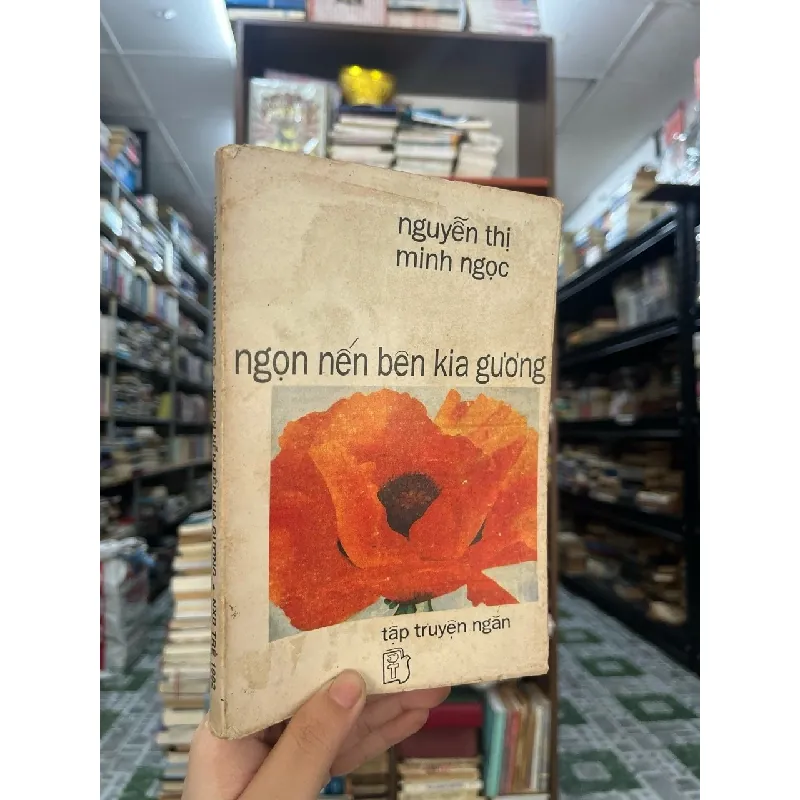 nguyễn thị
minh ngọc
ngọn nến bên kia gương
tập truyện ngắn